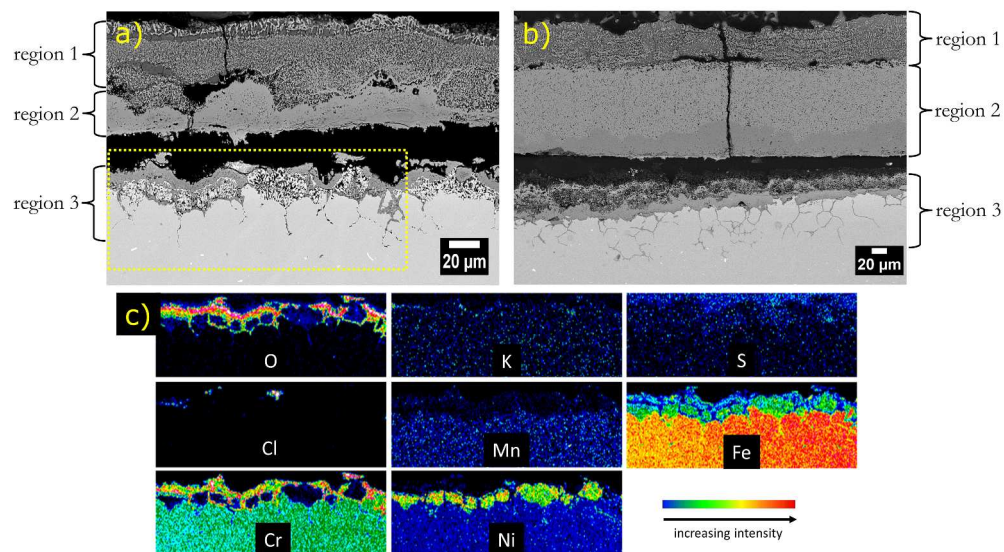 a)
region 1
region 2
region 3
20 µm
b)
region 1
region 2
region 3
20 µm
c)
O
K
S
Cl
Mn
Fe
Cr
Ni
increasing intensity